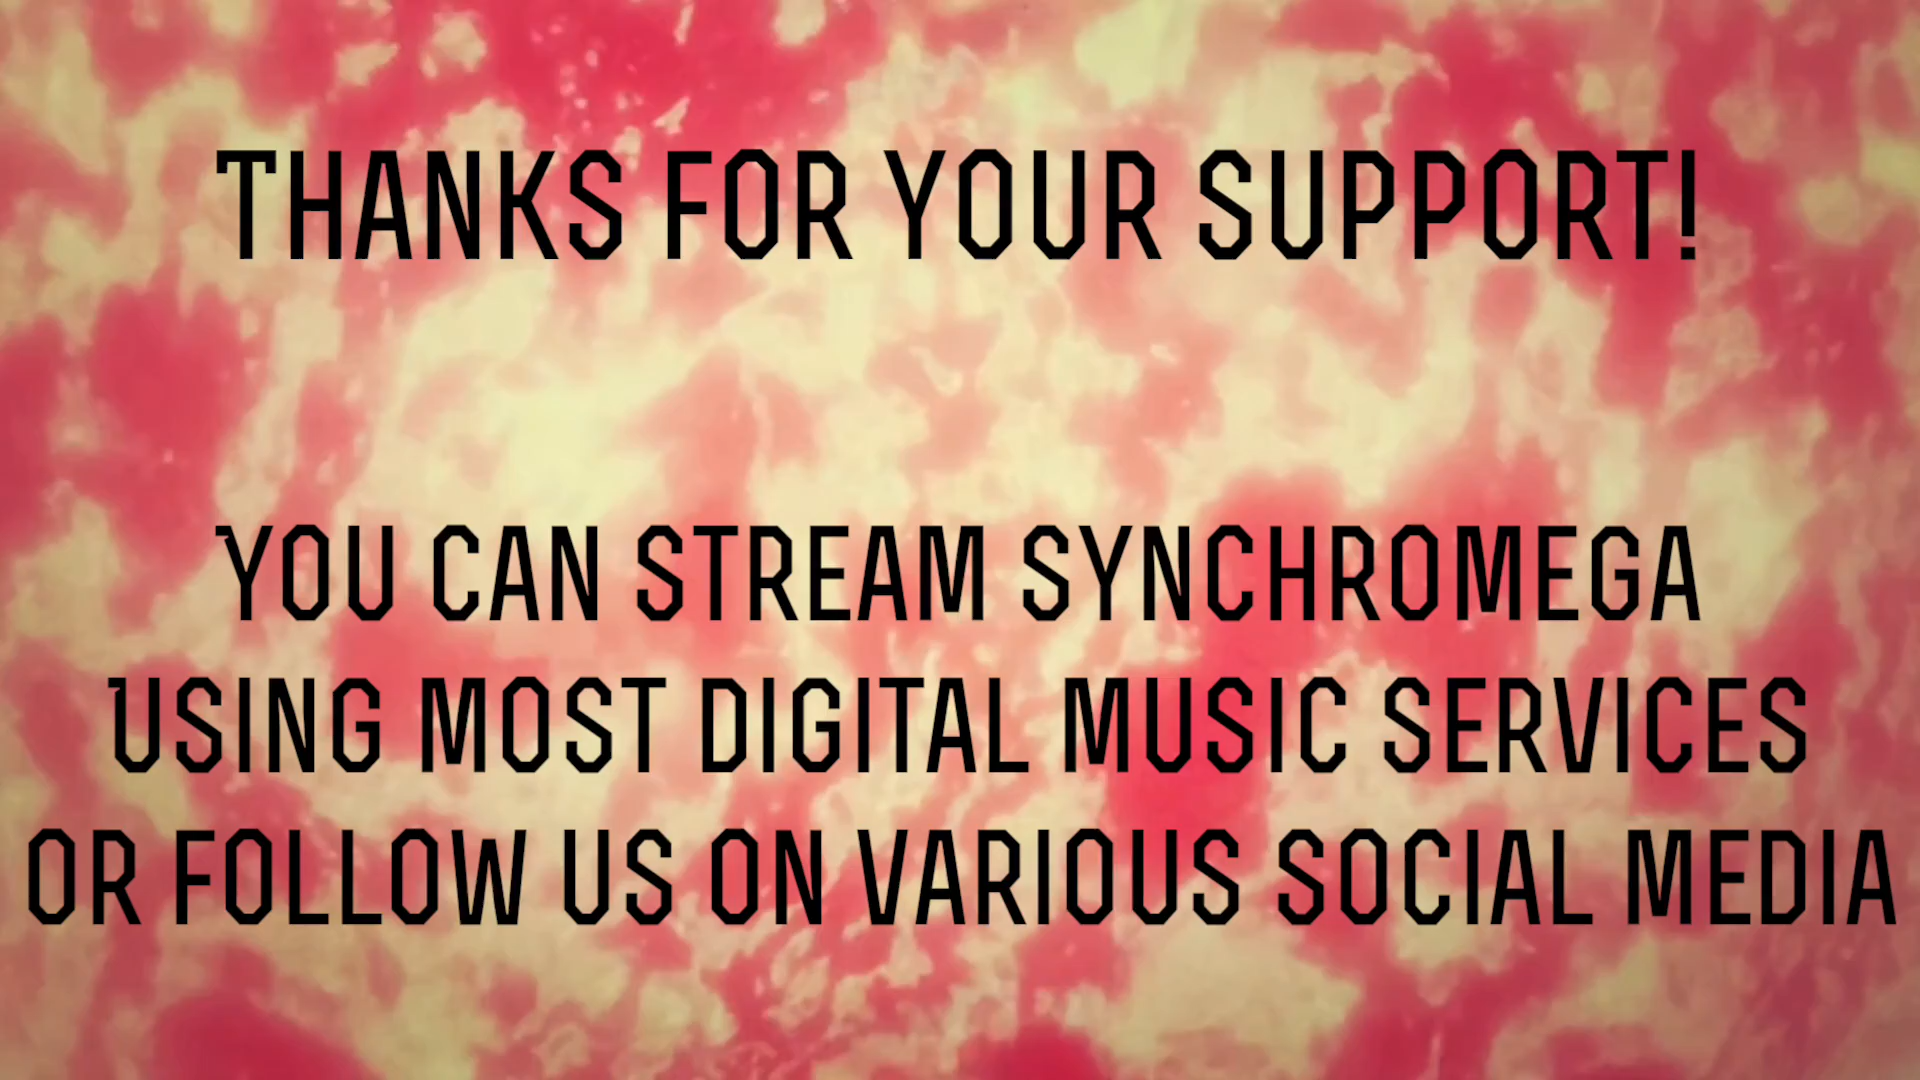 THANKS FOR YOUR SUPPORT!
YOU CAN STREAM SYNCHROMEGA
USING MOST DIGITAL MUSIC SERVICES
OR FOLLOW US ON VARIOUS SOCIAL MEDIA